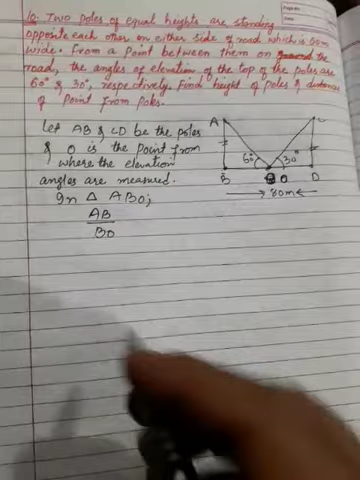 Q. Two poles of equal heights are standing
opposite each other on either side of road which is 80m
wide. From a point between them on the
road, the angles of elevation of the top of the poles are
60° & 30°, respectively. Find height of poles & distances
of point from poles.
Let AB & CD be the poles
& O is the point from
where the elevation
angles are measured.
In △ ABO,
AB
BO
A
C
60°
30°
B
O
D
80m